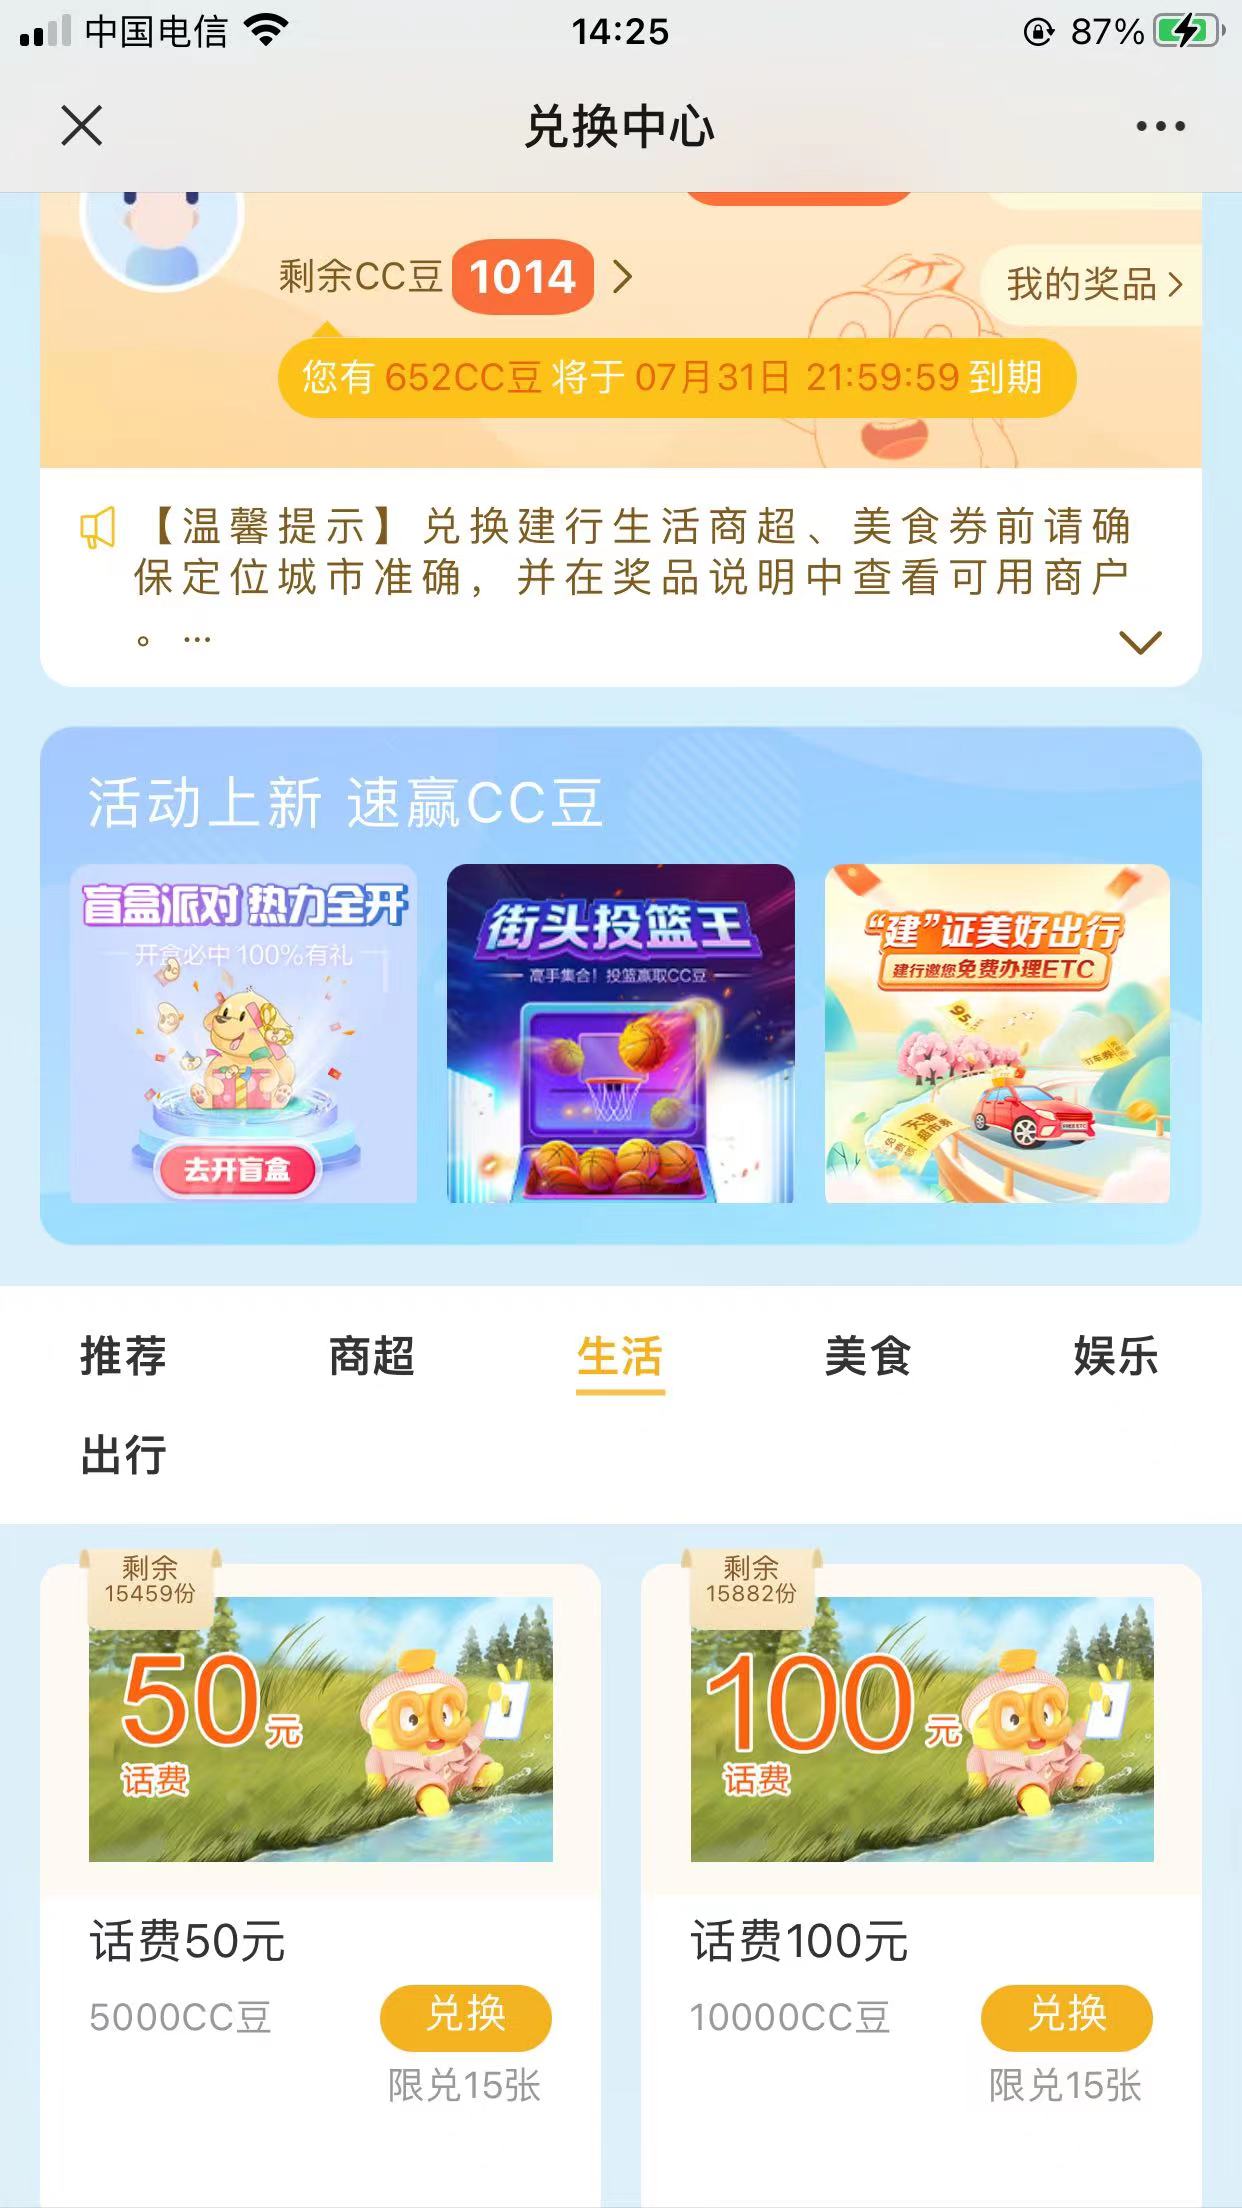 中国电信
14:25
87%
兑换中心
剩余CC豆 1014
我的奖品
您有 652CC豆 将于 07月31日 21:59:59 到期
【温馨提示】兑换建行生活商超、美食券前请确
保定位城市准确，并在奖品说明中查看可用商户
。...
活动上新 速赢CC豆
盲盒派对 热力全开
开盒必中 100%有礼
去开盲盒
街头投篮王
高手集合！投篮赢取CC豆
“建”证美好出行
建行邀您免费办理ETC
FREE ETC
推荐 商超 生活 美食 娱乐
出行
剩余
15459份
50元
话费
话费50元
5000CC豆
兑换
限兑15张
剩余
15882份
100元
话费
话费100元
10000CC豆
兑换
限兑15张